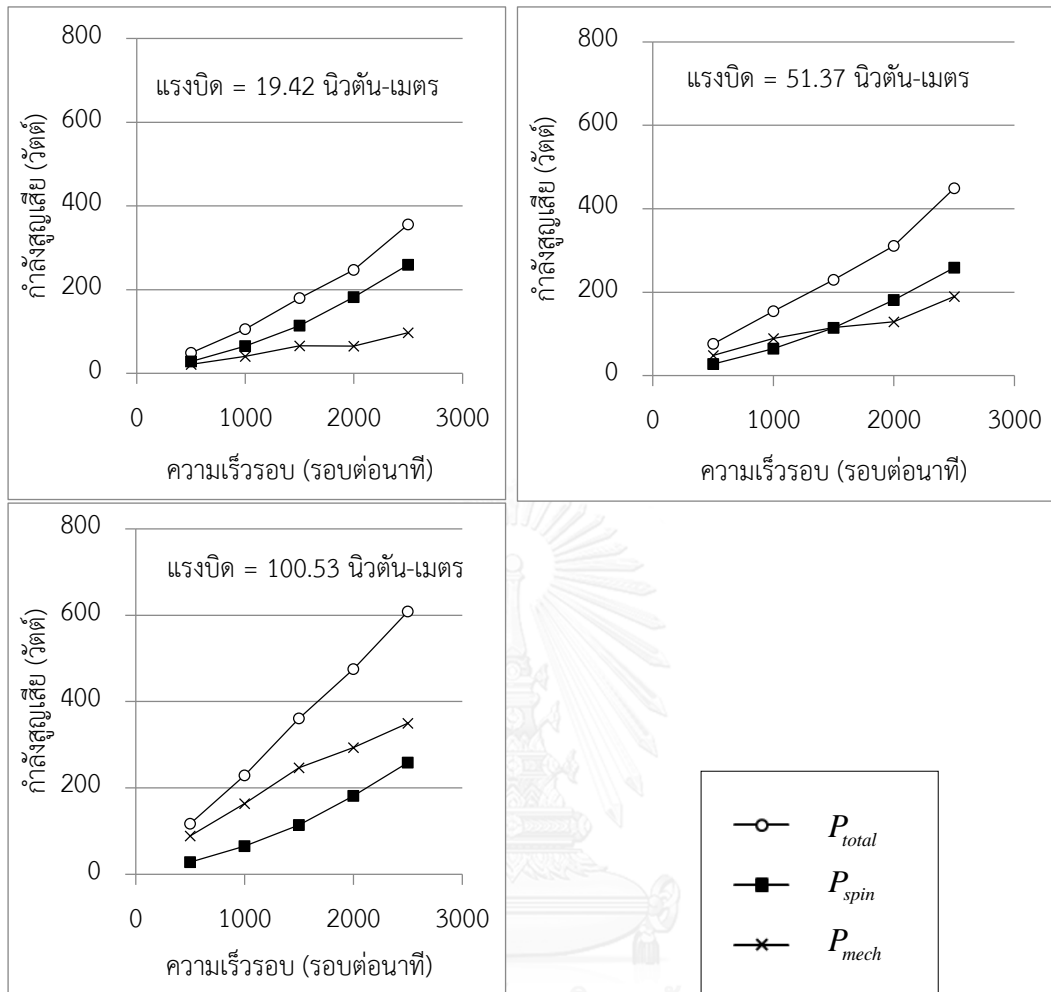 แรงบิด = 19.42 นิวตัน-เมตร
กำลังสูญเสีย (วัตต์)
800
600
400
200
0
0 1000 2000 3000
ความเร็วรอบ (รอบต่อนาที)
แรงบิด = 51.37 นิวตัน-เมตร
กำลังสูญเสีย (วัตต์)
800
600
400
200
0
0 1000 2000 3000
ความเร็วรอบ (รอบต่อนาที)
แรงบิด = 100.53 นิวตัน-เมตร
กำลังสูญเสีย (วัตต์)
800
600
400
200
0
0 1000 2000 3000
ความเร็วรอบ (รอบต่อนาที)
P_total
P_spin
P_mech